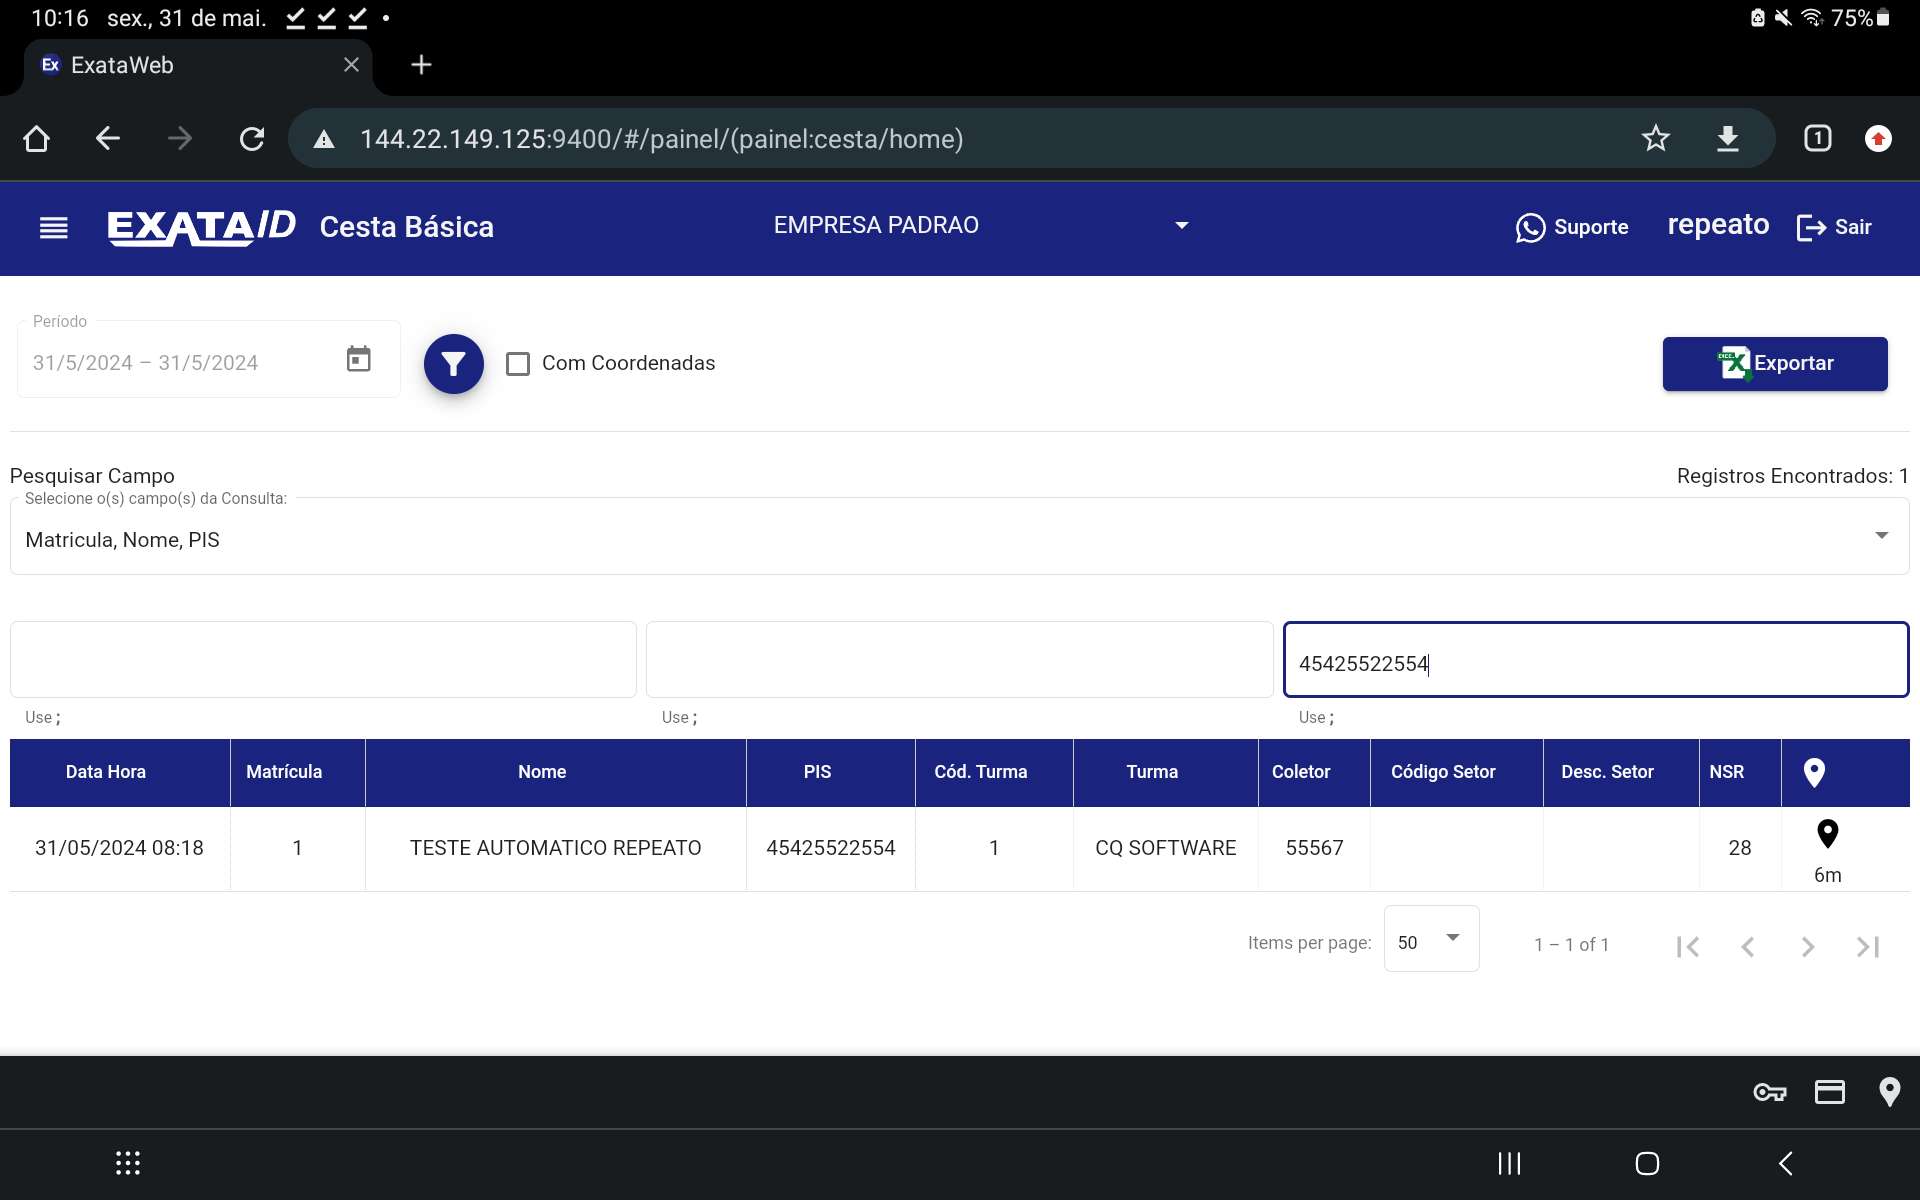 10:16 sex., 31 de mai.
75%
Ex ExataWeb
144.22.149.125:9400/#/painel/(painel:cesta/home)
1
EXATA ID Cesta Básica EMPRESA PADRAO Suporte repeato Sair
Período
31/5/2024 – 31/5/2024
Com Coordenadas
Exportar
Pesquisar Campo
Registros Encontrados: 1
Selecione o(s) campo(s) da Consulta:
Matricula, Nome, PIS
45425522554
Use ; Use ; Use ;
Data Hora Matrícula Nome PIS Cód. Turma Turma Coletor Código Setor Desc. Setor NSR
31/05/2024 08:18 1 TESTE AUTOMATICO REPEATO 45425522554 1 CQ SOFTWARE 55567 28
6m
Items per page: 50 1 – 1 of 1